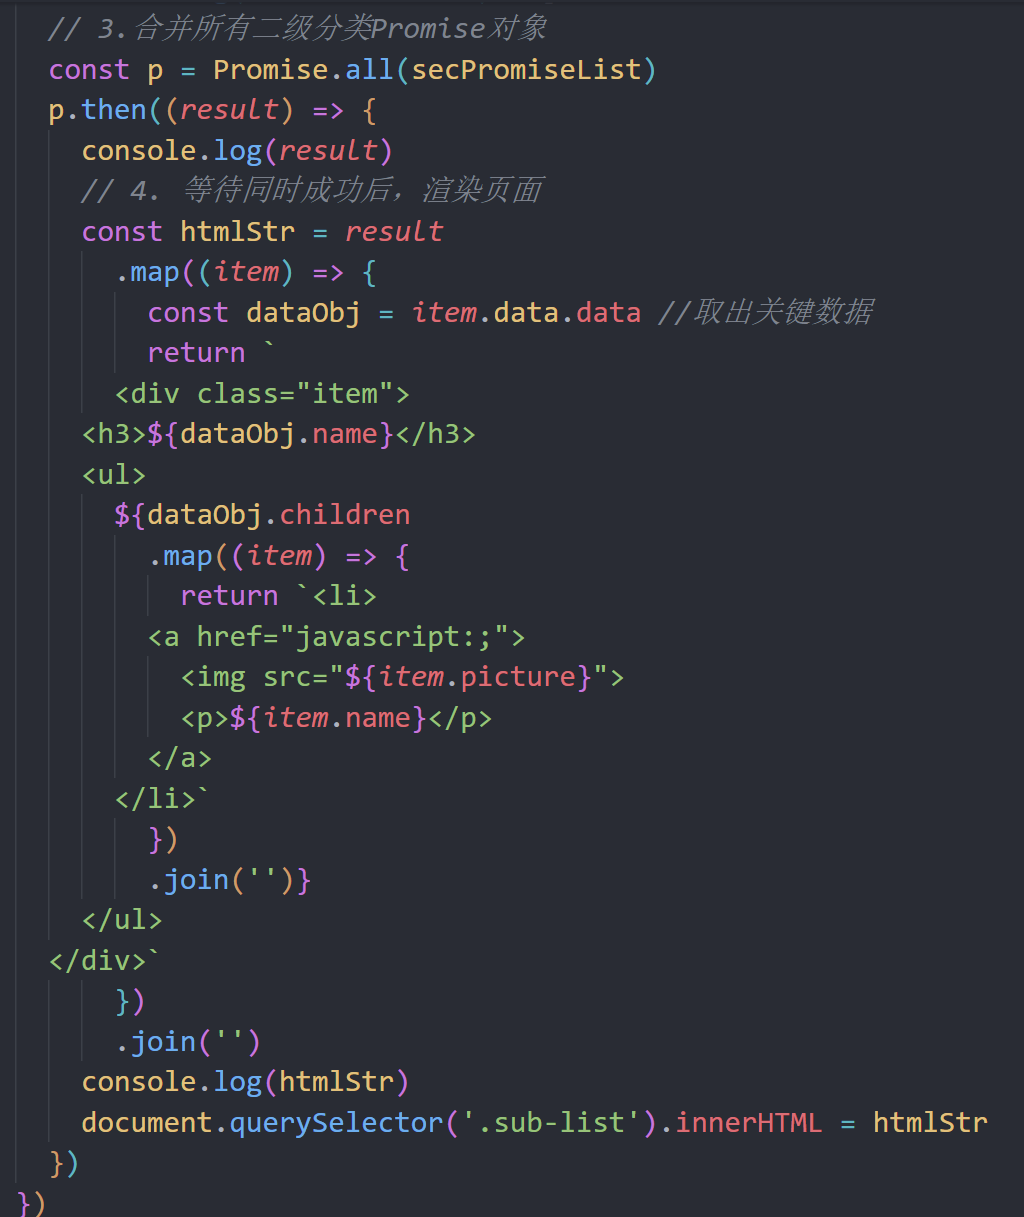 // 3.合并所有二级分类Promise对象
const p = Promise.all(secPromiseList)
p.then((result) => {
console.log(result)
// 4. 等待同时成功后，渲染页面
const htmlStr = result
.map((item) => {
const dataObj = item.data.data //取出关键数据
return `
<div class="item">
<h3>${dataObj.name}</h3>
<ul>
${dataObj.children
.map((item) => {
return `<li>
<a href="javascript:;">
<img src="${item.picture}">
<p>${item.name}</p>
</a>
</li>`
})
.join('')}
</ul>
</div>`
})
.join('')
console.log(htmlStr)
document.querySelector('.sub-list').innerHTML = htmlStr
})
})